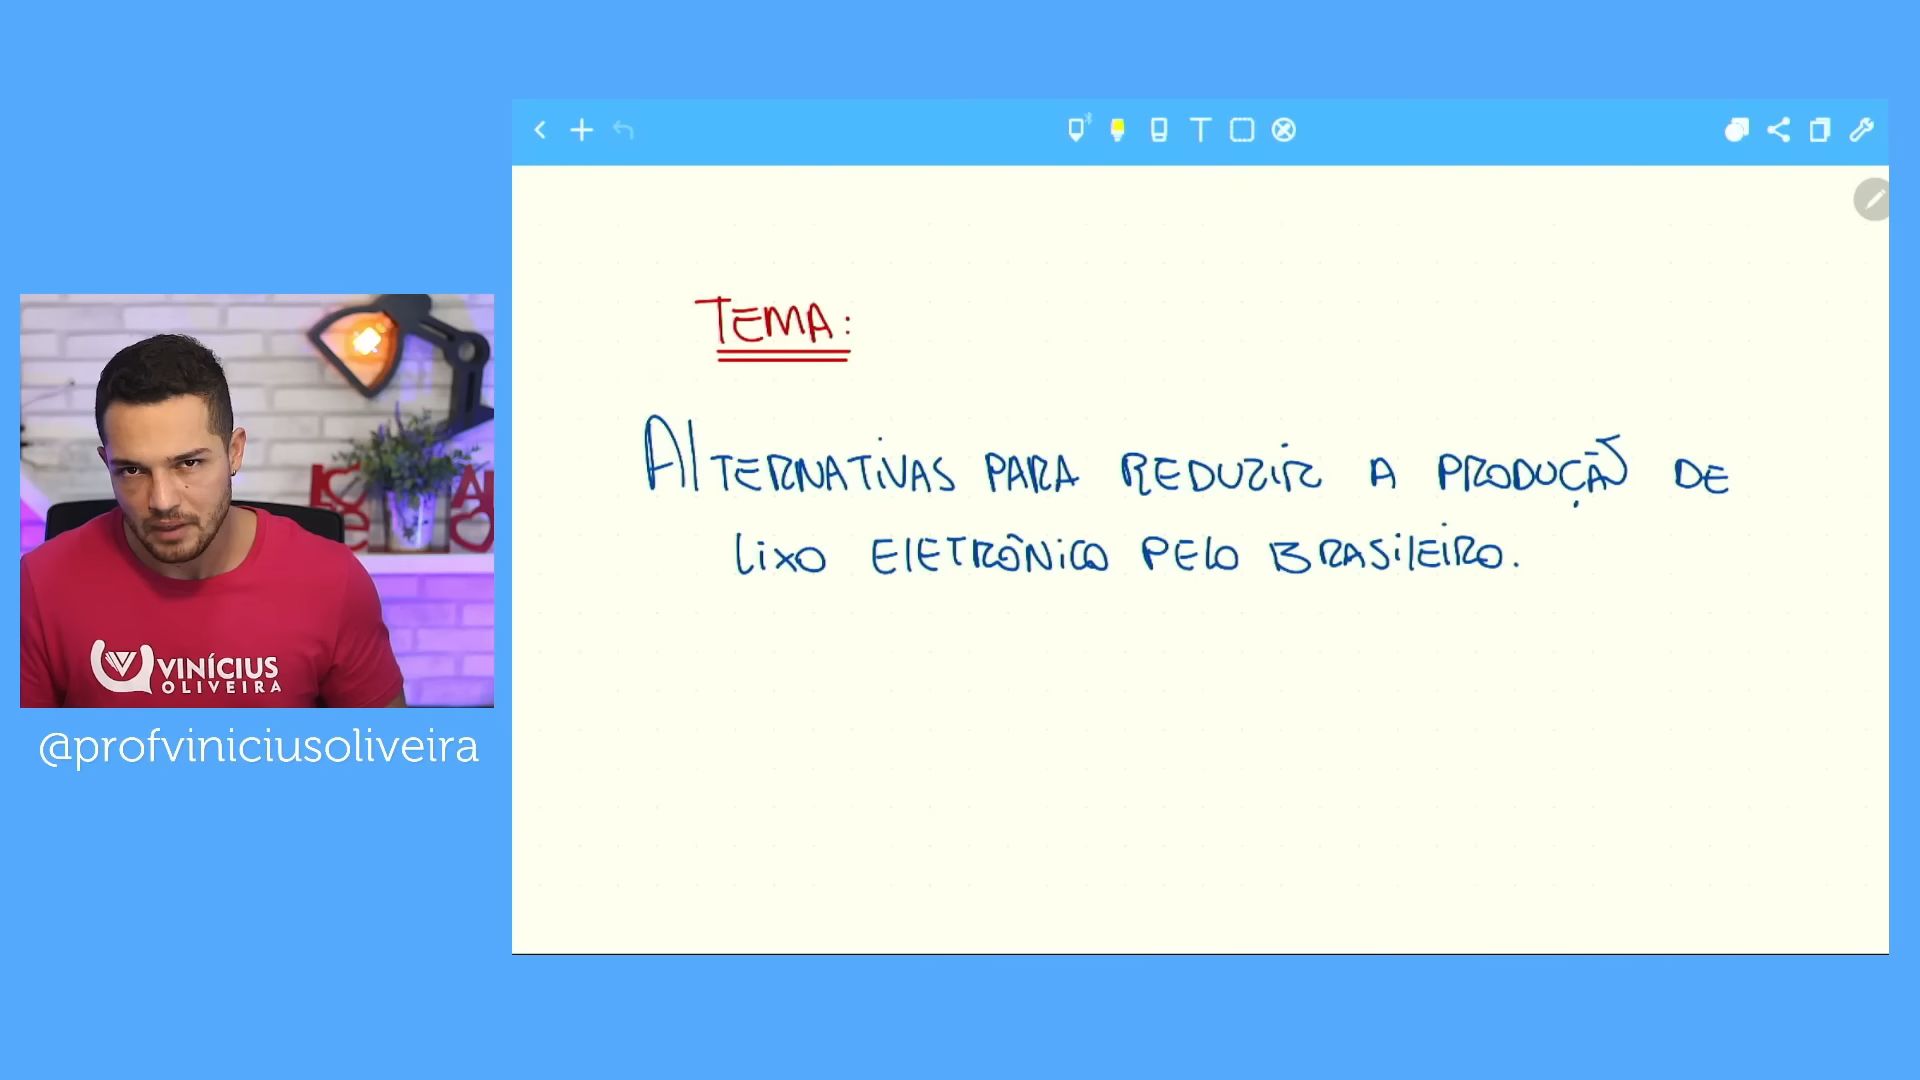 TEMA:
ALTERNATIVAS PARA REDUZIR A PRODUÇÃO DE
LIXO ELETRÔNICO PELO BRASILEIRO.
VINÍCIUS
OLIVEIRA
@profviniciusoliveira